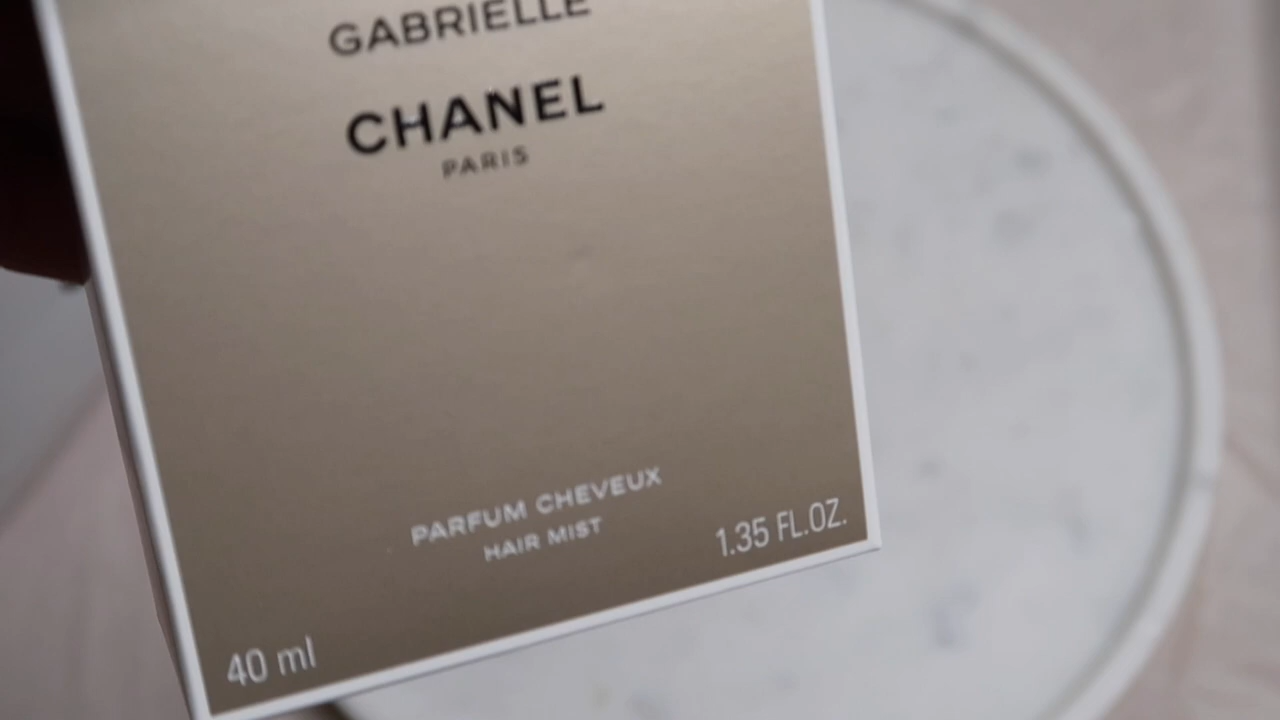 GABRIELLE
CHANEL
PARIS
PARFUM CHEVEUX
HAIR MIST
1.35 FL.OZ.
40 ml